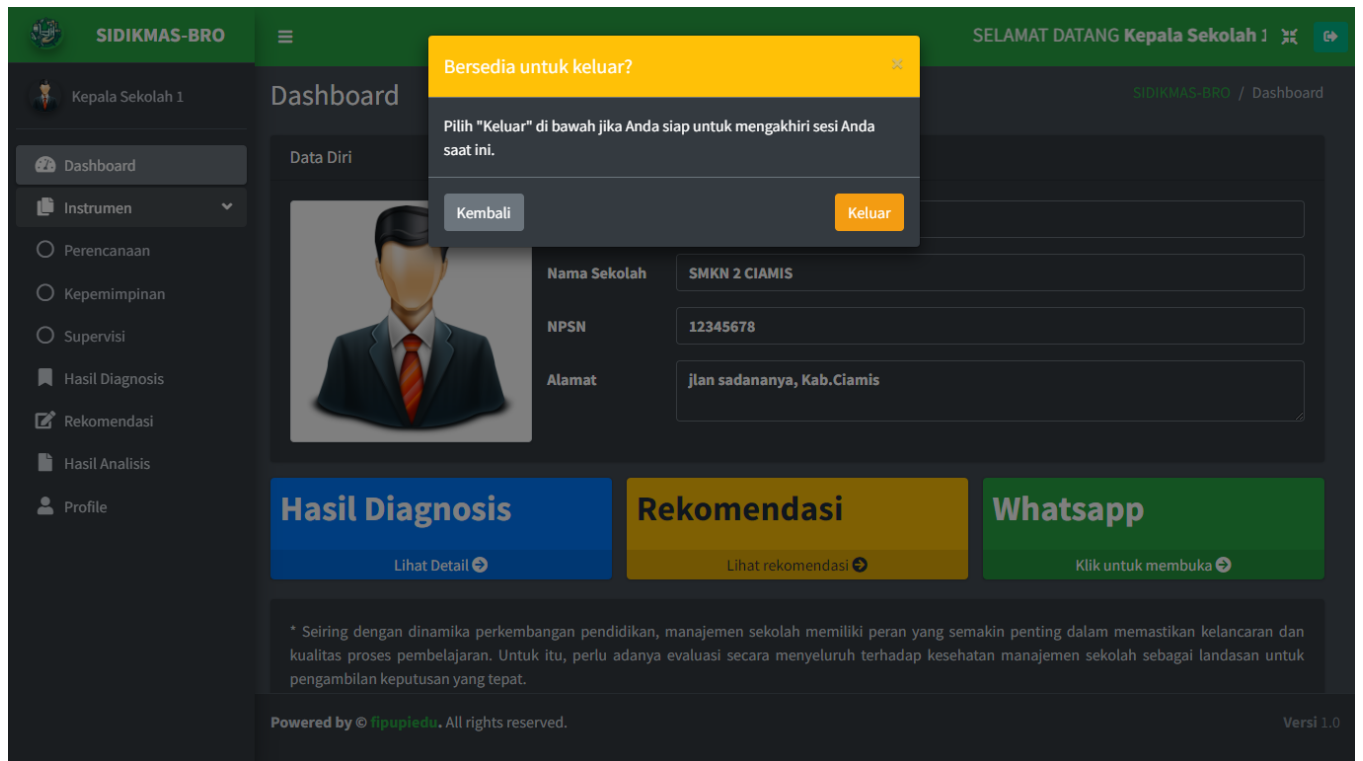 SIDIKMAS-BRO
SELAMAT DATANG Kepala Sekolah 1
Kepala Sekolah 1
Dashboard
SIDIKMAS-BRO / Dashboard
Bersedia untuk keluar?
×
Pilih "Keluar" di bawah jika Anda siap untuk mengakhiri sesi Anda
saat ini.
Kembali
Keluar
Dashboard
Instrumen
Perencanaan
Kepemimpinan
Supervisi
Hasil Diagnosis
Rekomendasi
Hasil Analisis
Profile
Data Diri
Nama Sekolah
SMKN 2 CIAMIS
NPSN
12345678
Alamat
jlan sadananya, Kab.Ciamis
Hasil Diagnosis
Lihat Detail
Rekomendasi
Lihat rekomendasi
Whatsapp
Klik untuk membuka
* Seiring dengan dinamika perkembangan pendidikan, manajemen sekolah memiliki peran yang semakin penting dalam memastikan kelancaran dan
kualitas proses pembelajaran. Untuk itu, perlu adanya evaluasi secara menyeluruh terhadap kesehatan manajemen sekolah sebagai landasan untuk
pengambilan keputusan yang tepat.
Powered by © fipupiedu. All rights reserved.
Versi 1.0